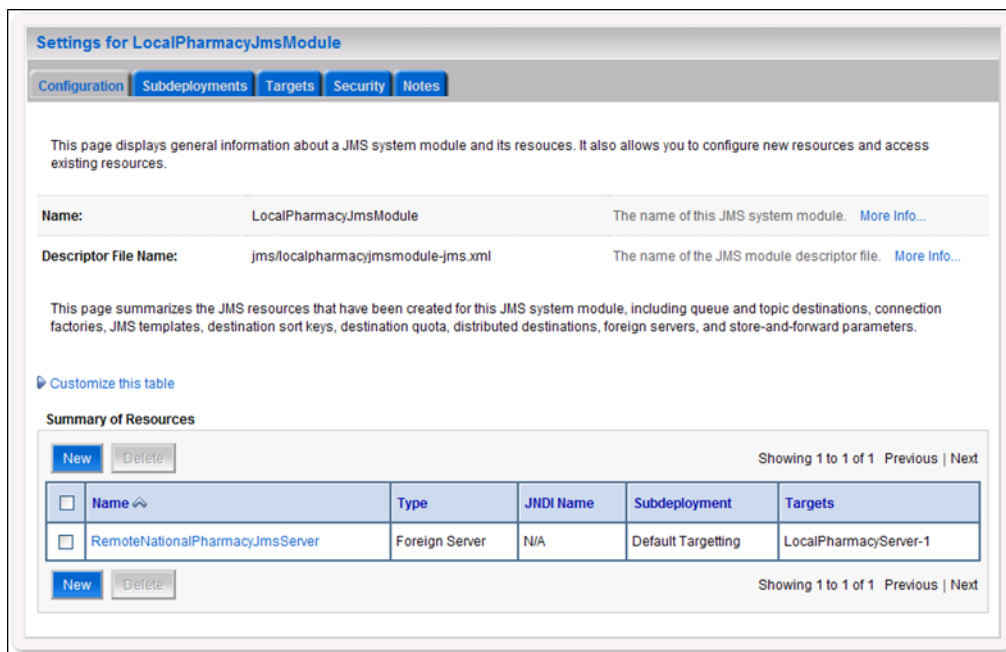 Settings for LocalPharmacyJmsModule
Configuration Subdeployments Targets Security Notes
This page displays general information about a JMS system module and its resouces. It also allows you to configure new resources and access
existing resources.
Name: LocalPharmacyJmsModule The name of this JMS system module. More Info...
Descriptor File Name: jms/localpharmacyjmsmodule-jms.xml The name of the JMS module descriptor file. More Info...
This page summarizes the JMS resources that have been created for this JMS system module, including queue and topic destinations, connection
factories, JMS templates, destination sort keys, destination quota, distributed destinations, foreign servers, and store-and-forward parameters.
Customize this table
Summary of Resources
New Delete Showing 1 to 1 of 1 Previous | Next
Name Type JNDI Name Subdeployment Targets
RemoteNationalPharmacyJmsServer Foreign Server N/A Default Targetting LocalPharmacyServer-1
New Delete Showing 1 to 1 of 1 Previous | Next